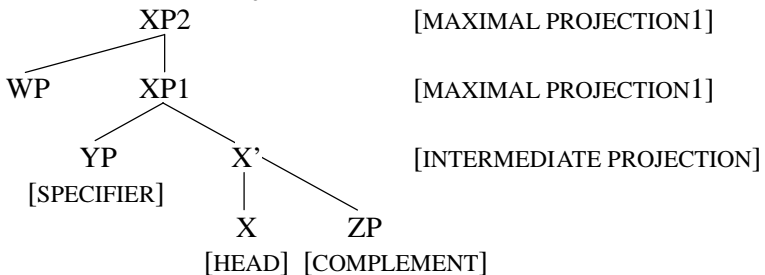 XP2 [MAXIMAL PROJECTION1]
WP XP1 [MAXIMAL PROJECTION1]
YP X’ [INTERMEDIATE PROJECTION]
[SPECIFIER]
X ZP
[HEAD] [COMPLEMENT]